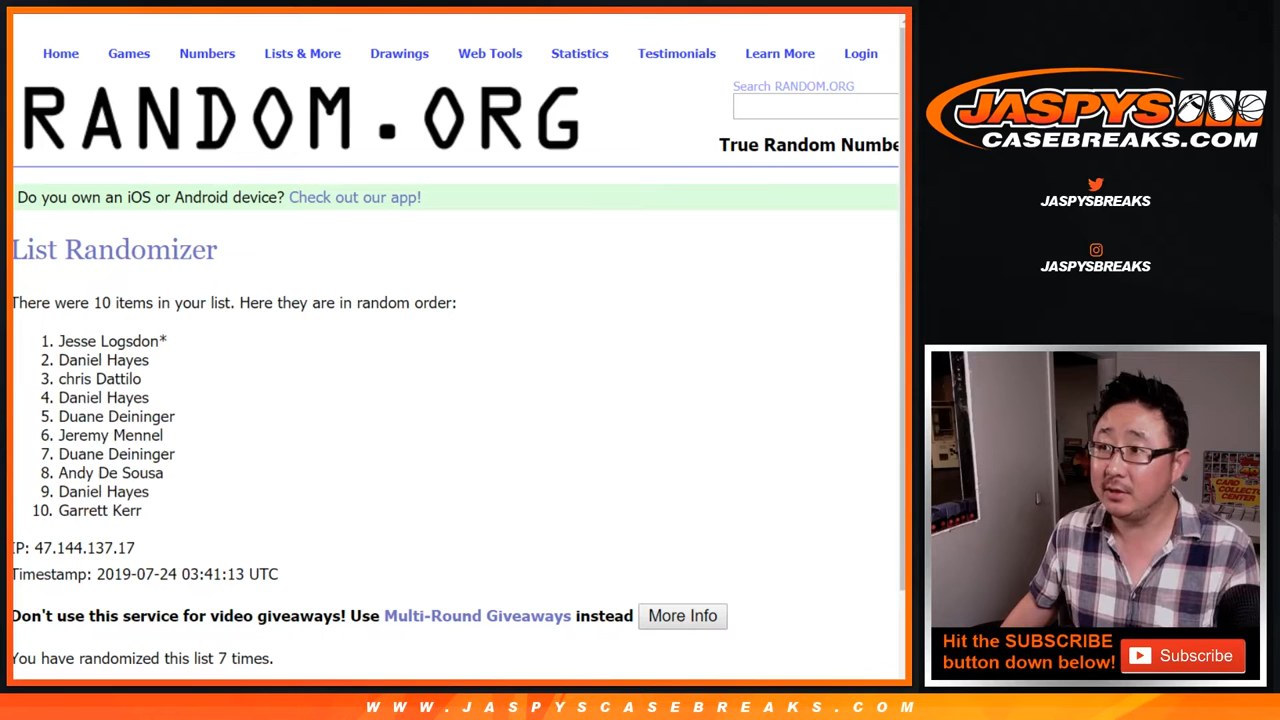 Home Games Numbers Lists & More Drawings Web Tools Statistics Testimonials Learn More Login
RANDOM.ORG
Search RANDOM.ORG
True Random Numbe
Do you own an iOS or Android device? Check out our app!
List Randomizer
There were 10 items in your list. Here they are in random order:
1. Jesse Logsdon*
2. Daniel Hayes
3. chris Dattilo
4. Daniel Hayes
5. Duane Deininger
6. Jeremy Mennel
7. Duane Deininger
8. Andy De Sousa
9. Daniel Hayes
10. Garrett Kerr
IP: 47.144.137.17
Timestamp: 2019-07-24 03:41:13 UTC
Don't use this service for video giveaways! Use Multi-Round Giveaways instead More Info
You have randomized this list 7 times.
JASPYS
CASEBREAKS.COM
JASPYSBREAKS
JASPYSBREAKS
CARD
COLLECTOR
CENTER
Hit the SUBSCRIBE
button down below!
Subscribe
WWW.JASPYSCASEBREAKS.COM